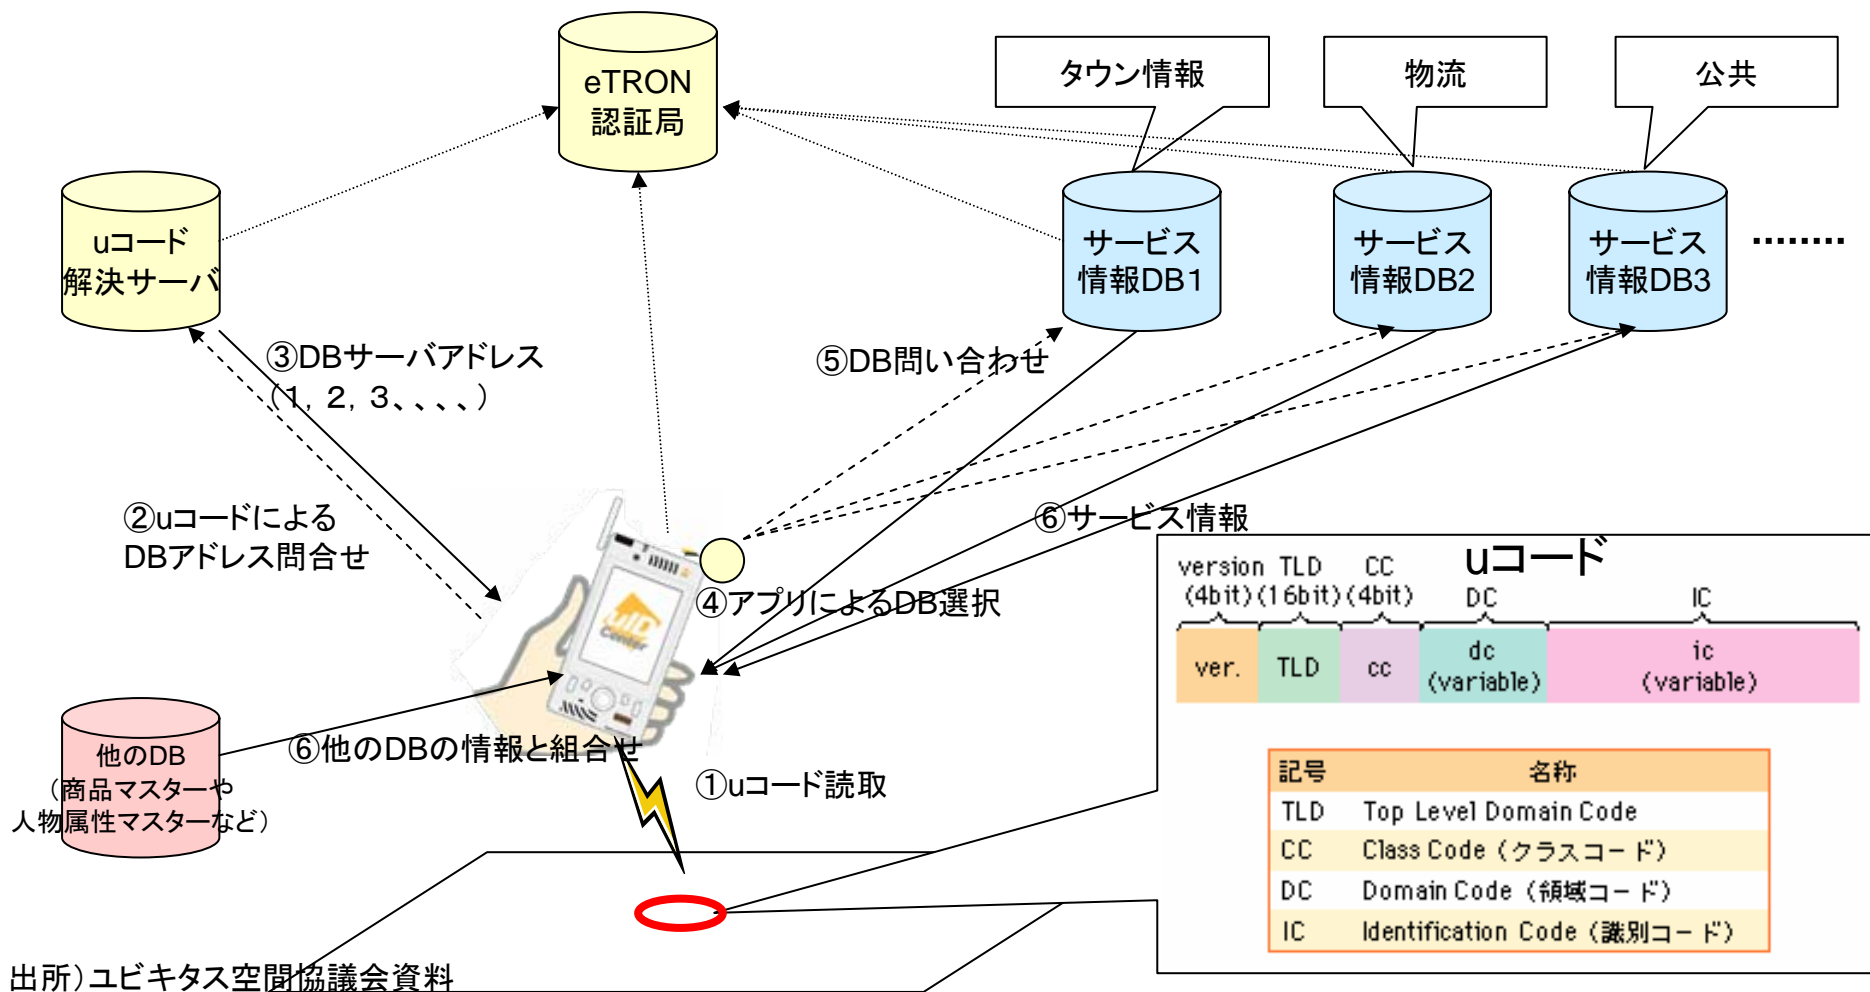 eTRON
認証局
タウン情報
物流
公共
uコード
解決サーバ
サービス
情報DB1
サービス
情報DB2
サービス
情報DB3
………
③DBサーバアドレス
（1，2，3、、、、）
⑤DB問い合わせ
②uコードによる
DBアドレス問合せ
⑥サービス情報
④アプリによるDB選択
uID
Center
他のDB
（商品マスターや
人物属性マスターなど）
⑥他のDBの情報と組合せ
①uコード読取
uコード
version TLD CC DC IC
(4bit) (16bit) (4bit)
ver. TLD cc dc (variable) ic (variable)
記号 名称
TLD Top Level Domain Code
CC Class Code（クラスコード）
DC Domain Code（領域コード）
IC Identification Code（識別コード）
出所）ユビキタス空間協議会資料